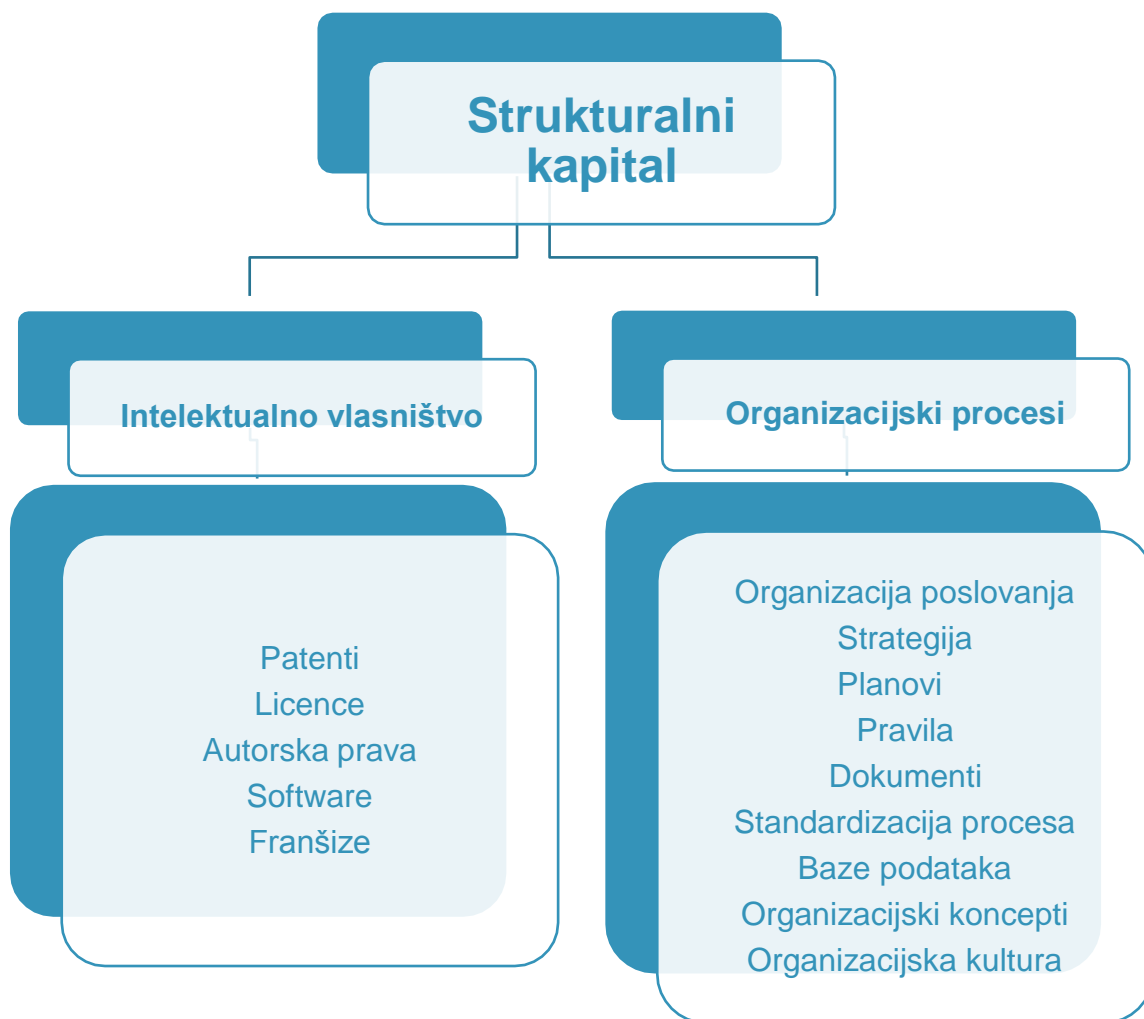 Strukturalni
kapital
Intelektualno vlasništvo
Organizacijski procesi
Patenti
Licence
Autorska prava
Software
Franšize
Organizacija poslovanja
Strategija
Planovi
Pravila
Dokumenti
Standardizacija procesa
Baze podataka
Organizacijski koncepti
Organizacijska kultura